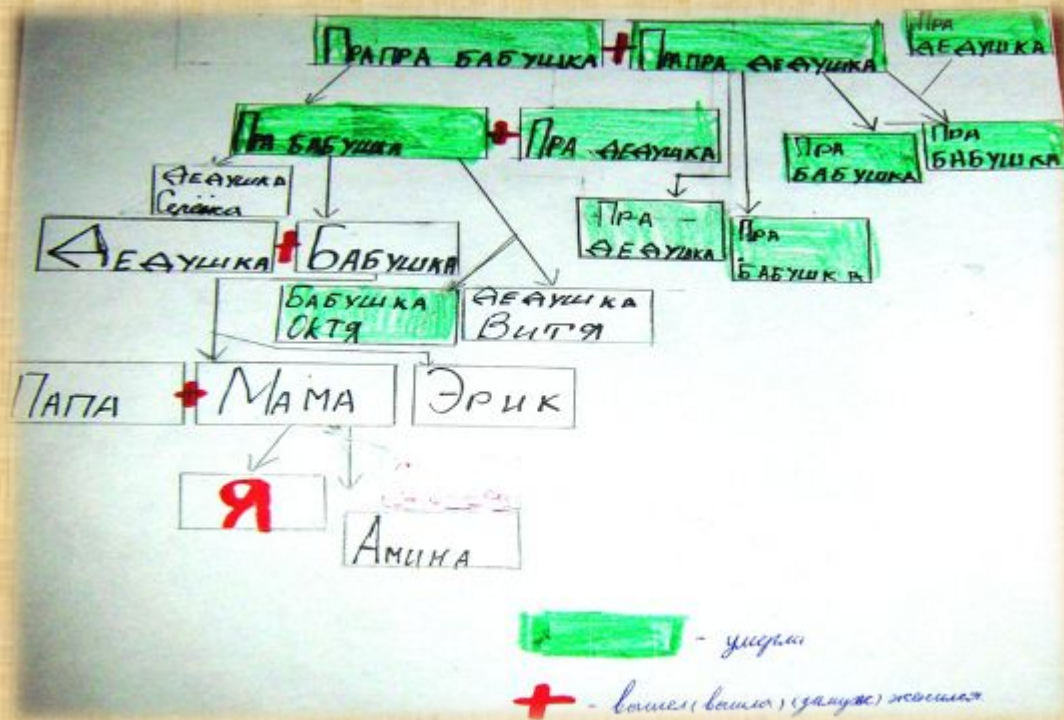 ПРАПРА БАБУШКА + ПРАПРА ДЕДУШКА
ПРА
ДЕДУШКА
ПРА БАБУШКА + ПРА ДЕДУШКА
ПРА
БАБУШКА
ПРА
БАБУШКА
ДЕДУШКА
Серёжка
ПРА -
ДЕДУШКА
ПРА
БАБУШКА
ДЕДУШКА + БАБУШКА
БАБУШКА
ОКТЯ
ДЕДУШКА
ВИТЯ
ПАПА + МАМА
ЭРИК
Я
АМИНА
- умерли
+ - вышел (вышла) (замуж) женился